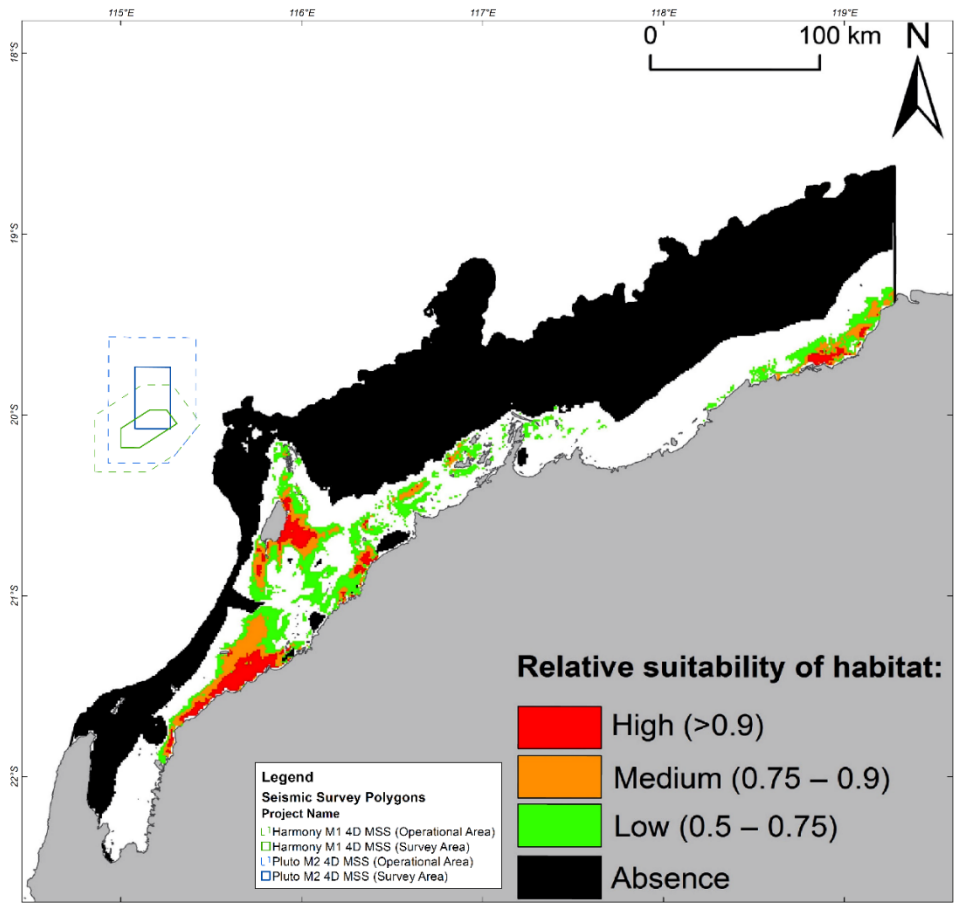 115°E 116°E 117°E 118°E 119°E
18°S
19°S
20°S
21°S
22°S
0 100 km
N
Relative suitability of habitat:
High (>0.9)
Medium (0.75 – 0.9)
Low (0.5 – 0.75)
Absence
Legend
Seismic Survey Polygons
Project Name
Harmony M1 4D MSS (Operational Area)
Harmony M1 4D MSS (Survey Area)
Pluto M2 4D MSS (Operational Area)
Pluto M2 4D MSS (Survey Area)